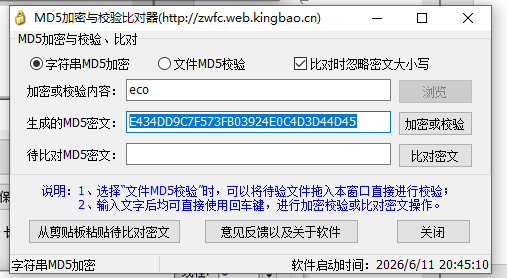 MD5加密与校验比对器(http://zwfc.web.kingbao.cn)
MD5加密与校验、比对
字符串MD5加密
文件MD5校验
比对时忽略密文大小写
加密或校验内容：
eco
浏览
生成的MD5密文：
E434DD9C7F573FB03924E0C4D3D44D45
加密或校验
待比对MD5密文：
比对密文
说明：1、选择“文件MD5校验”时，可以将待验文件拖入本窗口直接进行校验；
2、输入文字后均可直接使用回车键，进行加密校验或比对密文操作。
从剪贴板粘贴待比对密文
意见反馈以及关于软件
关闭
字符串MD5加密
软件启动时间：2026/6/11 20:45:10